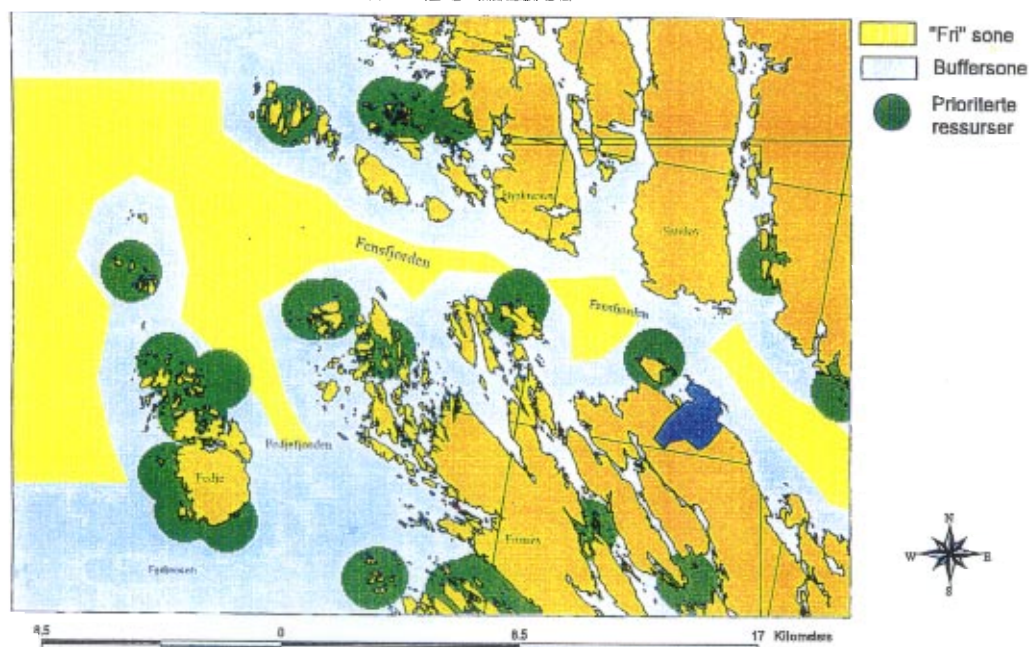 "Fri" sone
Buffersone
Prioriterte
ressurser
Fensfjorden
Fensfjorden
Fedjefjorden
Fedje
N
W
E
S
8.5
0
8.5
17 Kilometers